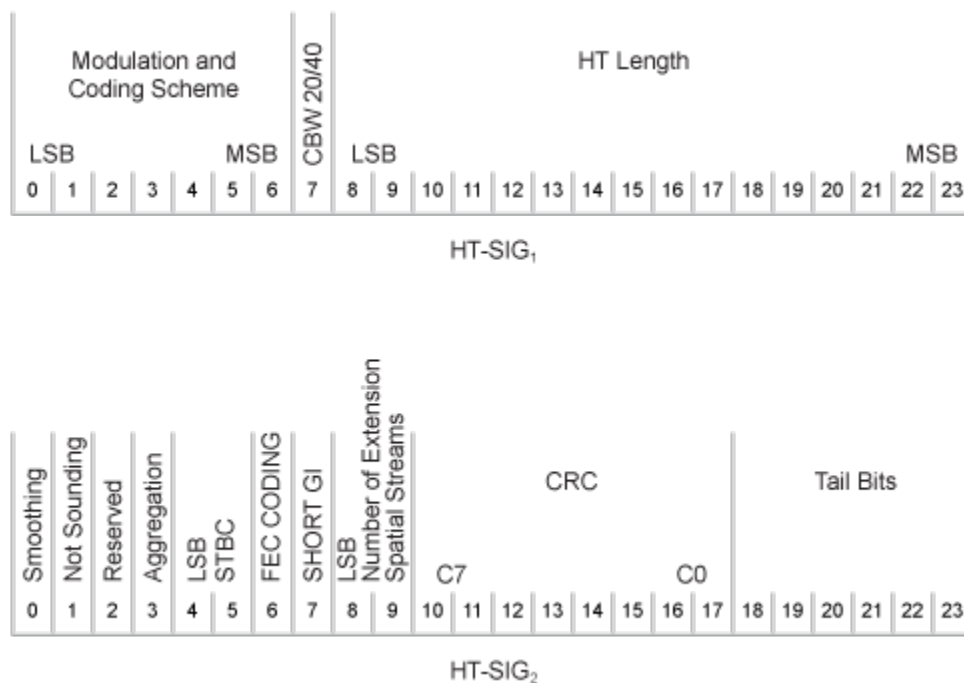 Modulation and
Coding Scheme
CBW 20/40
HT Length
LSB MSB LSB MSB
0 1 2 3 4 5 6 7 8 9 10 11 12 13 14 15 16 17 18 19 20 21 22 23
HT-SIG1
Smoothing
Not Sounding
Reserved
Aggregation
LSB
STBC
FEC CODING
SHORT GI
LSB
Number of Extension
Spatial Streams
CRC
C7 C0
Tail Bits
0 1 2 3 4 5 6 7 8 9 10 11 12 13 14 15 16 17 18 19 20 21 22 23
HT-SIG2